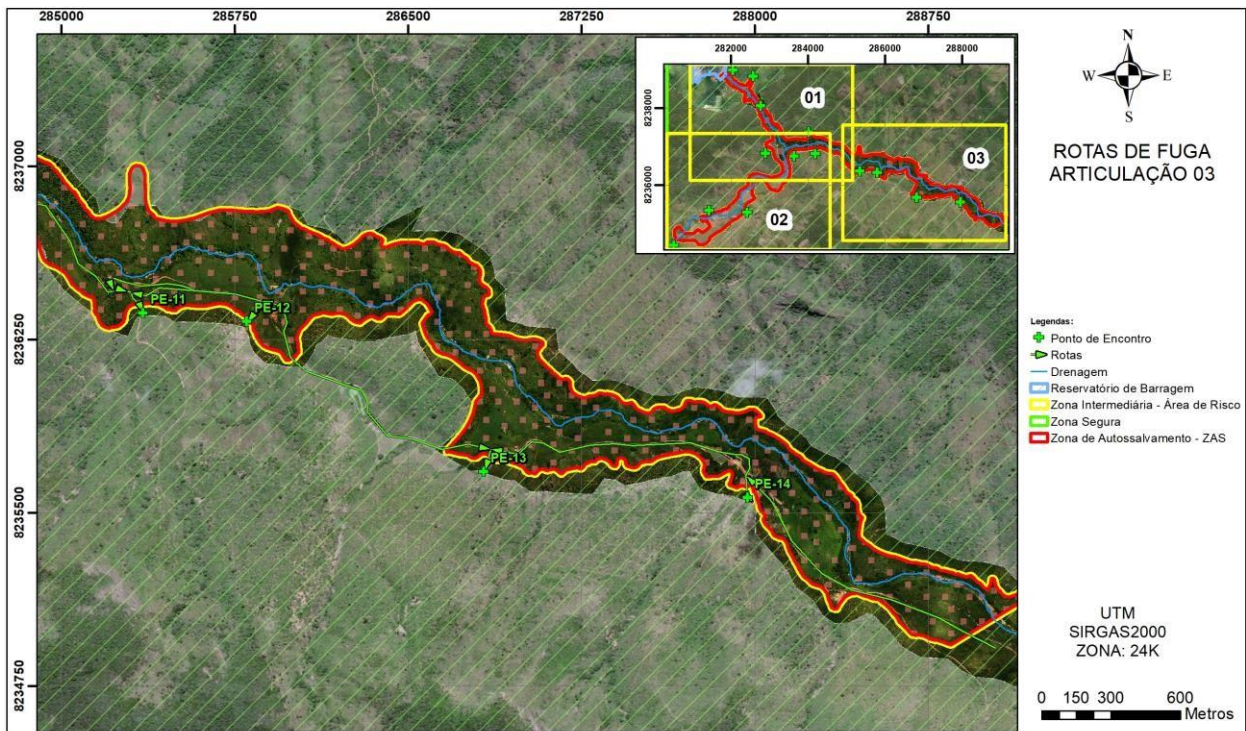 285000 285750 286500 287250 288000 288750
8237000
8236250
8235500
8234750
PE-11
PE-12
PE-13
PE-14
282000 284000 286000 288000
8238000
8236000
01
02
03
N
W E
S
ROTAS DE FUGA
ARTICULAÇÃO 03
Legendas:
Ponto de Encontro
Rotas
Drenagem
Reservatório de Barragem
Zona Intermediária - Área de Risco
Zona Segura
Zona de Autossalvamento - ZAS
UTM
SIRGAS2000
ZONA: 24K
0 150 300 600
Metros